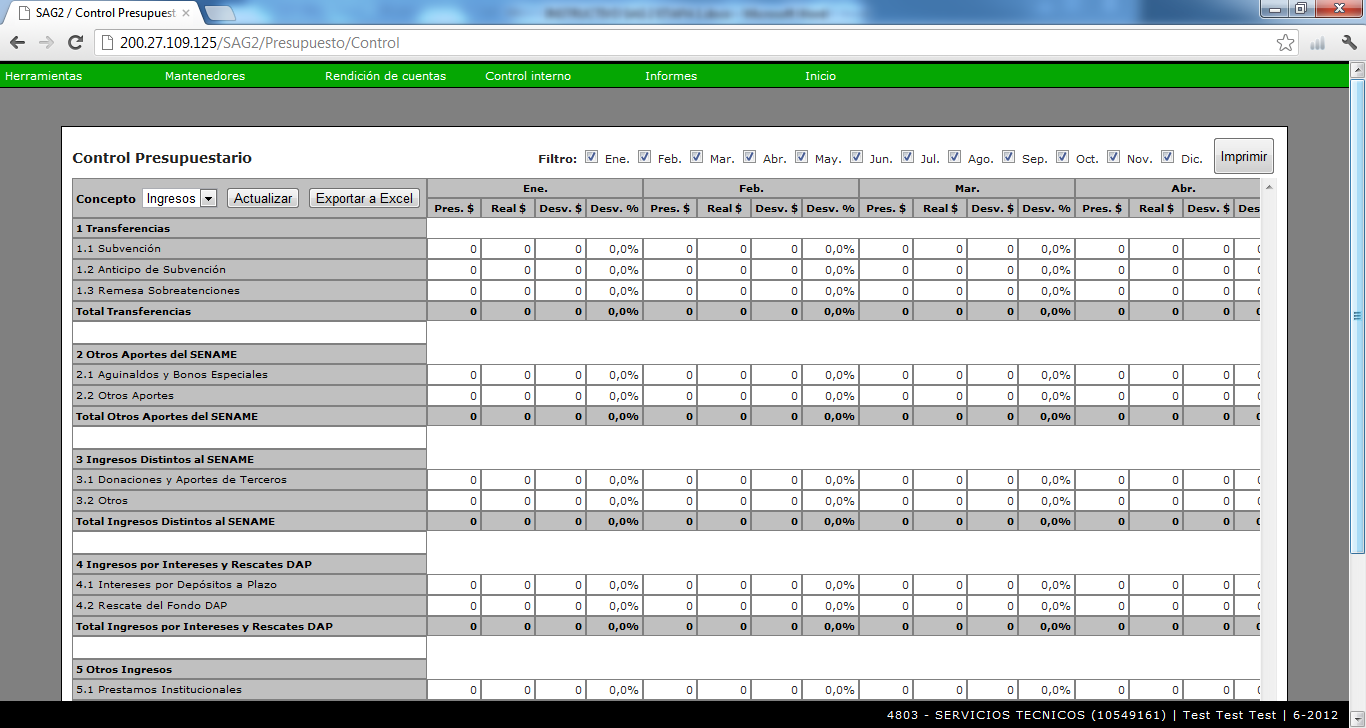 SAG2 / Control Presupuest
200.27.109.125/SAG2/Presupuesto/Control
Herramientas Mantenedores Rendición de cuentas Control interno Informes Inicio
Control Presupuestario Filtro: Ene. Feb. Mar. Abr. May. Jun. Jul. Ago. Sep. Oct. Nov. Dic. Imprimir
Concepto Ingresos Actualizar Exportar a Excel Ene. Feb. Mar. Abr.
Pres. $ Real $ Desv. $ Desv. % Pres. $ Real $ Desv. $ Desv. % Pres. $ Real $ Desv. $ Desv. % Pres. $ Real $ Desv. $ Des
1 Transferencias
1.1 Subvención 0 0 0 0,0% 0 0 0 0,0% 0 0 0 0,0% 0 0 0
1.2 Anticipo de Subvención 0 0 0 0,0% 0 0 0 0,0% 0 0 0 0,0% 0 0 0
1.3 Remesa Sobreatenciones 0 0 0 0,0% 0 0 0 0,0% 0 0 0 0,0% 0 0 0
Total Transferencias 0 0 0 0,0% 0 0 0 0,0% 0 0 0 0,0% 0 0 0
2 Otros Aportes del SENAME
2.1 Aguinaldos y Bonos Especiales 0 0 0 0,0% 0 0 0 0,0% 0 0 0 0,0% 0 0 0
2.2 Otros Aportes 0 0 0 0,0% 0 0 0 0,0% 0 0 0 0,0% 0 0 0
Total Otros Aportes del SENAME 0 0 0 0,0% 0 0 0 0,0% 0 0 0 0,0% 0 0 0
3 Ingresos Distintos al SENAME
3.1 Donaciones y Aportes de Terceros 0 0 0 0,0% 0 0 0 0,0% 0 0 0 0,0% 0 0 0
3.2 Otros 0 0 0 0,0% 0 0 0 0,0% 0 0 0 0,0% 0 0 0
Total Ingresos Distintos al SENAME 0 0 0 0,0% 0 0 0 0,0% 0 0 0 0,0% 0 0 0
4 Ingresos por Intereses y Rescates DAP
4.1 Intereses por Depósitos a Plazo 0 0 0 0,0% 0 0 0 0,0% 0 0 0 0,0% 0 0 0
4.2 Rescate del Fondo DAP 0 0 0 0,0% 0 0 0 0,0% 0 0 0 0,0% 0 0 0
Total Ingresos por Intereses y Rescates DAP 0 0 0 0,0% 0 0 0 0,0% 0 0 0 0,0% 0 0 0
5 Otros Ingresos
5.1 Prestamos Institucionales 0 0 0 0,0% 0 0 0 0,0% 0 0 0 0,0% 0 0 0
4803 - SERVICIOS TECNICOS (10549161) | Test Test Test | 6-2012